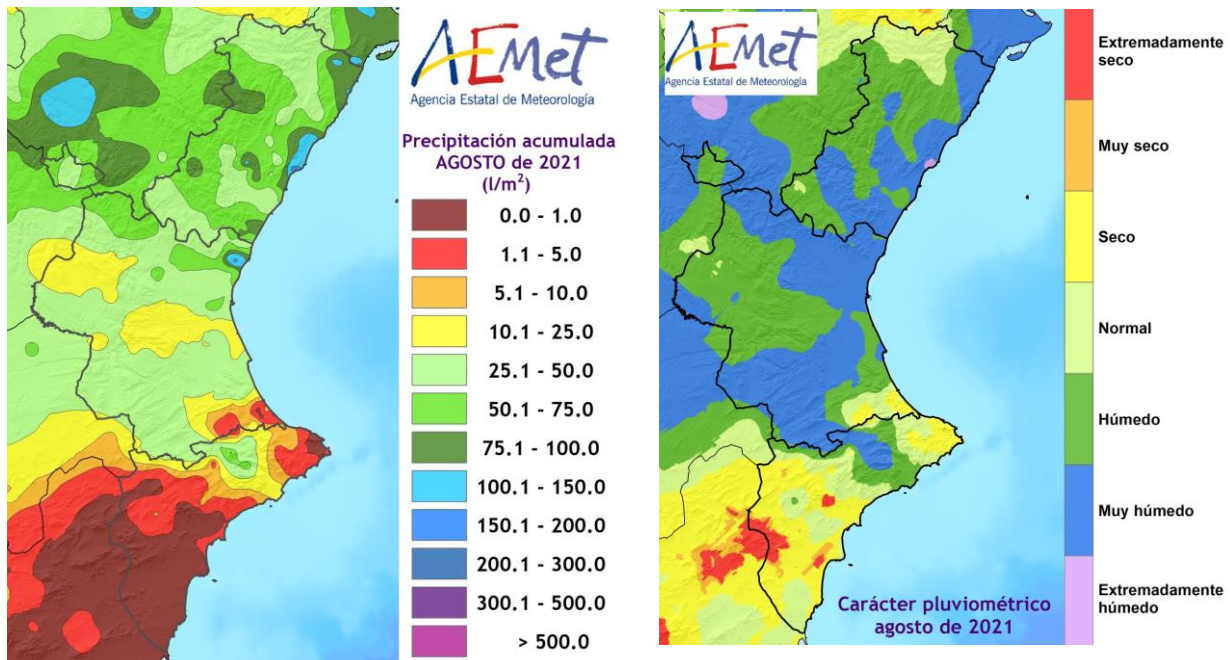 AEMet
Agencia Estatal de Meteorología
Precipitación acumulada
AGOSTO de 2021
(l/m²)
0.0 - 1.0
1.1 - 5.0
5.1 - 10.0
10.1 - 25.0
25.1 - 50.0
50.1 - 75.0
75.1 - 100.0
100.1 - 150.0
150.1 - 200.0
200.1 - 300.0
300.1 - 500.0
> 500.0
AEMet
Agencia Estatal de Meteorología
Extremadamente
seco
Muy seco
Seco
Normal
Húmedo
Muy húmedo
Extremadamente
húmedo
Carácter pluviométrico
agosto de 2021